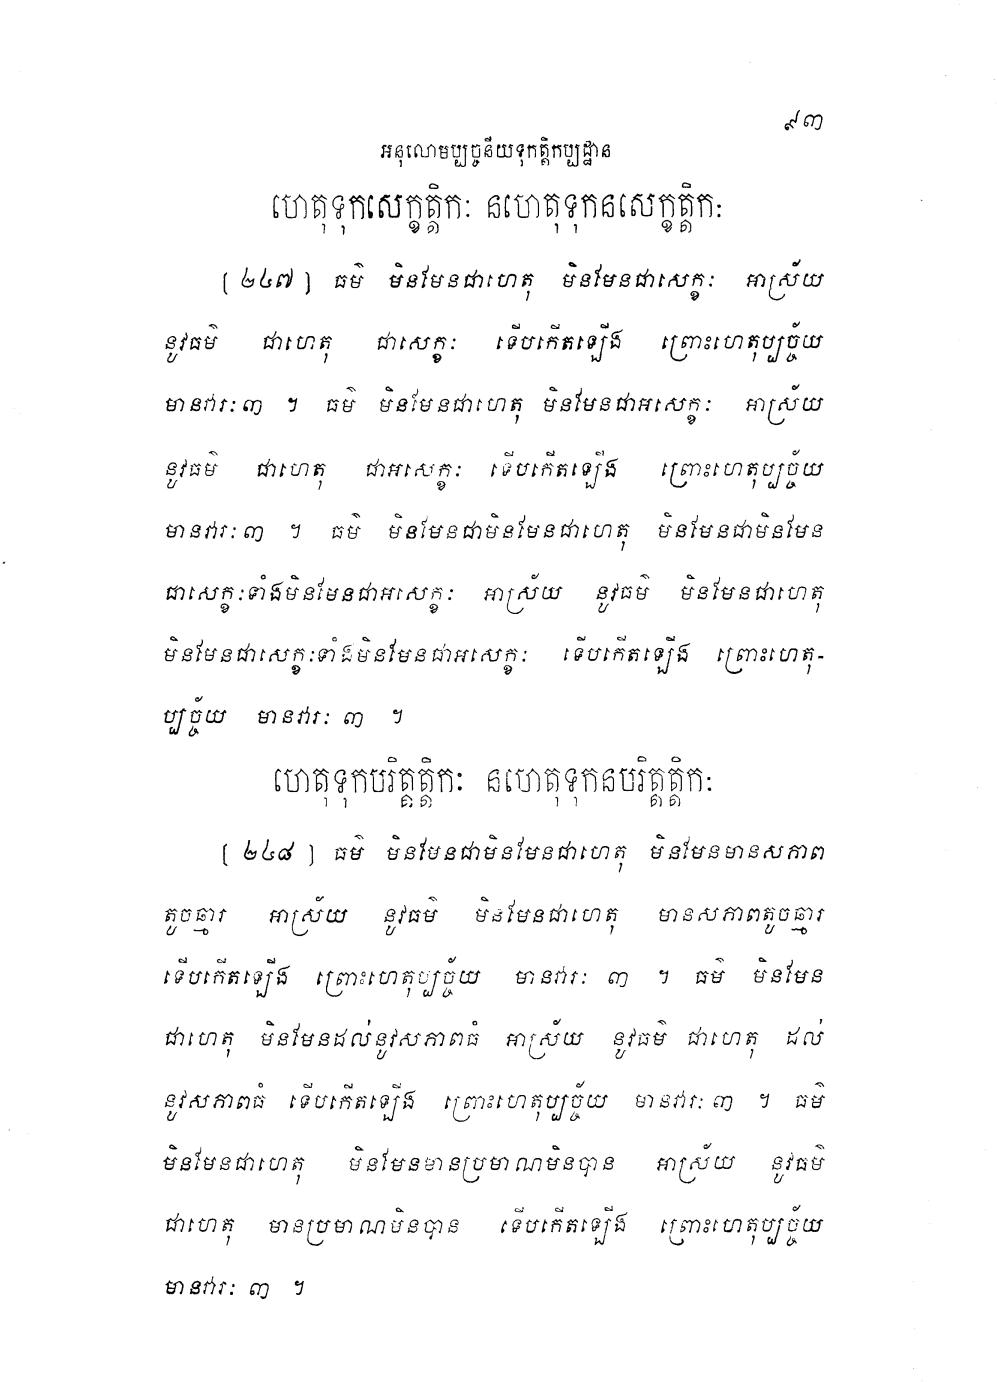 ៩៣
អនុលោមប្បច្ចនីយទុកត្តិកប្បដ្ឋាន
ហេតុទុកសេក្ខត្តិកៈ នហេតុទុកនសេក្ខត្តិកៈ
[ ២៤៧ ] ធម៌ មិនមែនជាហេតុ មិនមែនជាសេក្ខៈ អាស្រ័យ
នូវធម៌ ជាហេតុ ជាសេក្ខៈ ទើបកើតឡើង ព្រោះហេតុប្បច្ច័យ
មានវារៈ៣ ។ ធម៌ មិនមែនជាហេតុ មិនមែនជាអសេក្ខៈ អាស្រ័យ
នូវធម៌ ជាហេតុ ជាអសេក្ខៈ ទើបកើតឡើង ព្រោះហេតុប្បច្ច័យ
មានវារៈ៣ ។ ធម៌ មិនមែនជាមិនមែនជាហេតុ មិនមែនជាមិនមែន
ជាសេក្ខៈទាំងមិនមែនជាអសេក្ខៈ អាស្រ័យ នូវធម៌ មិនមែនជាហេតុ
មិនមែនជាសេក្ខៈទាំងមិនមែនជាអសេក្ខៈ ទើបកើតឡើង ព្រោះហេតុ-
ប្បច្ច័យ មានវារៈ ៣ ។
ហេតុទុកបរិត្តត្តិកៈ នហេតុទុកនបរិត្តត្តិកៈ
[ ២៤៨ ] ធម៌ មិនមែនជាមិនមែនជាហេតុ មិនមែនមានសភាព
តូចឆ្មារ អាស្រ័យ នូវធម៌ មិនមែនជាហេតុ មានសភាពតូចឆ្មារ
ទើបកើតឡើង ព្រោះហេតុប្បច្ច័យ មានវារៈ ៣ ។ ធម៌ មិនមែន
ជាហេតុ មិនមែនដល់នូវសភាពធំ អាស្រ័យ នូវធម៌ ជាហេតុ ដល់
នូវសភាពធំ ទើបកើតឡើង ព្រោះហេតុប្បច្ច័យ មានវារៈ ៣ ។ ធម៌
មិនមែនជាហេតុ មិនមែនមានប្រមាណមិនបាន អាស្រ័យ នូវធម៌
ជាហេតុ មានប្រមាណមិនបាន ទើបកើតឡើង ព្រោះហេតុប្បច្ច័យ
មានវារៈ ៣ ។